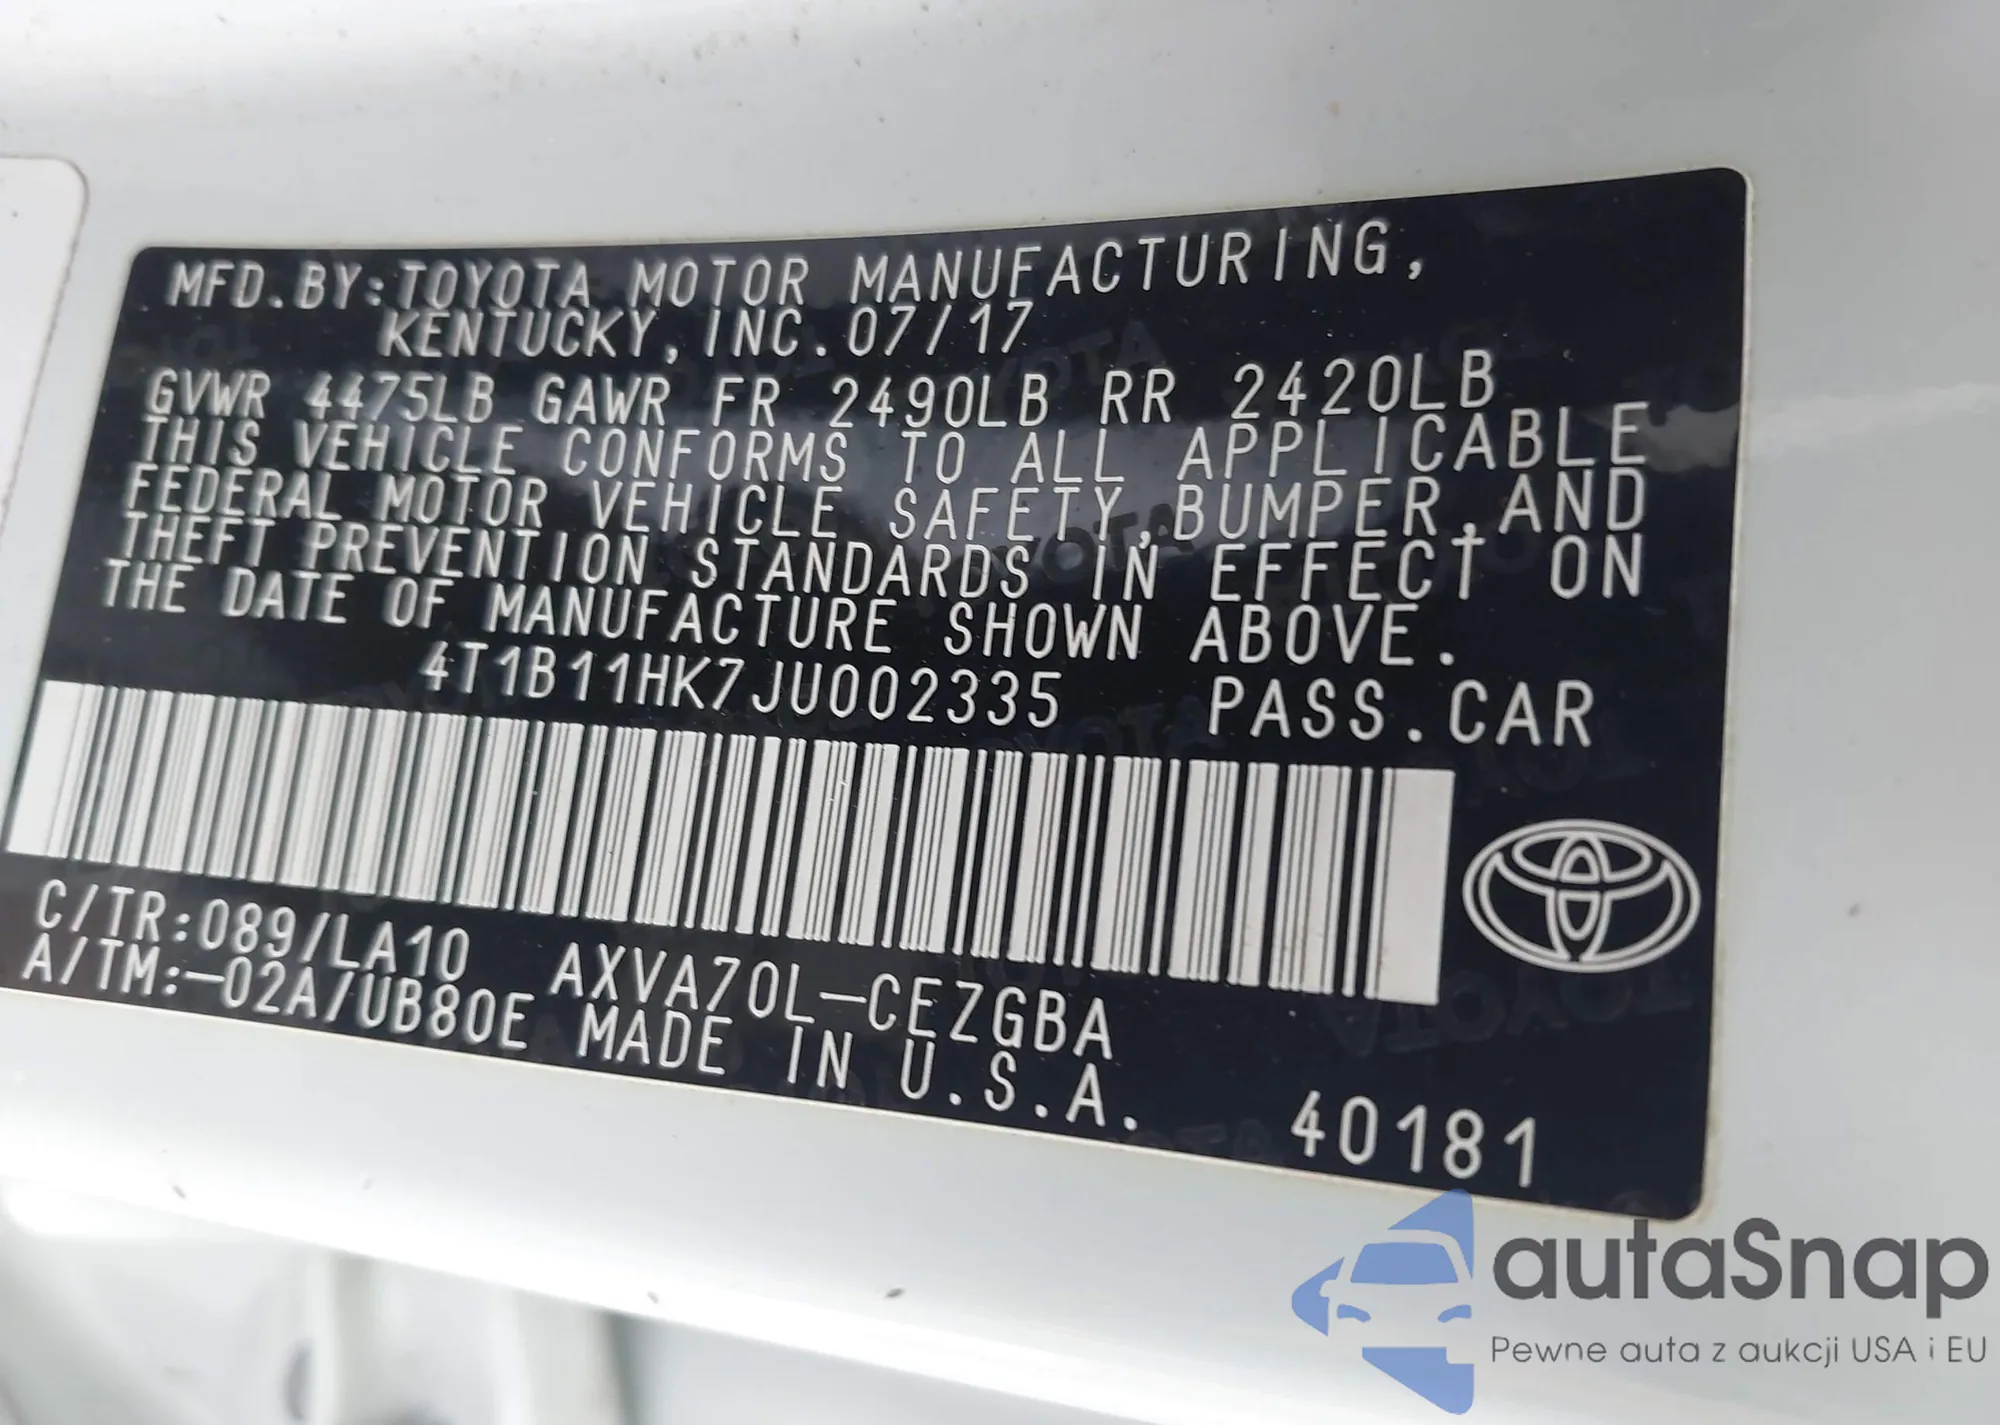 MFD.BY:TOYOTA MOTOR MANUFACTURING,
KENTUCKY, INC. 07/17
GVWR 4475LB GAWR FR 2490LB RR 2420LB
THIS VEHICLE CONFORMS TO ALL APPLICABLE
FEDERAL MOTOR VEHICLE SAFETY,BUMPER,AND
THEFT PREVENTION STANDARDS IN EFFECT ON
THE DATE OF MANUFACTURE SHOWN ABOVE.
4T1B11HK7JU002335 PASS.CAR
C/TR:089/LA10 AXVA70L-CEZGBA
A/TM:-02A/UB80E MADE IN U.S.A.
40181
autaSnap
Pewne auta z aukcji USA i EU